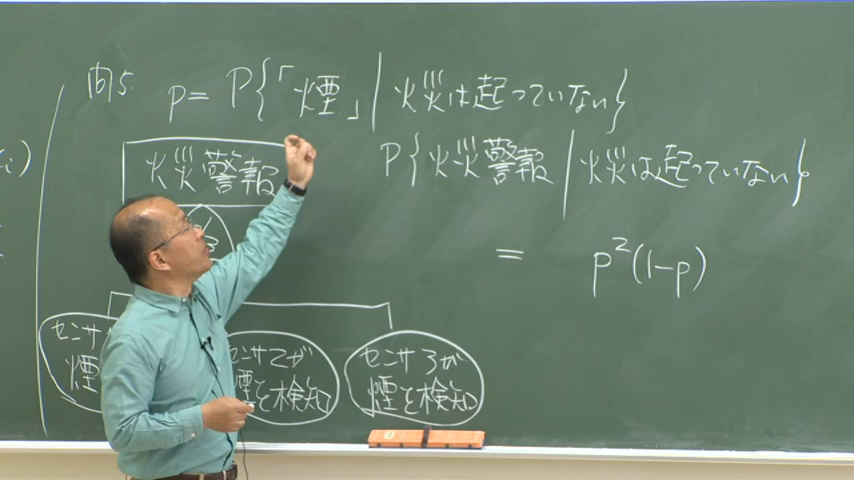 問5. p = P{「煙」| 火災は起っていない}
P{火災警報 | 火災は起っていない}
= p²(1-p)
火災警報
センサ
煙
センサ2が
煙を検知
センサ3が
煙を検知